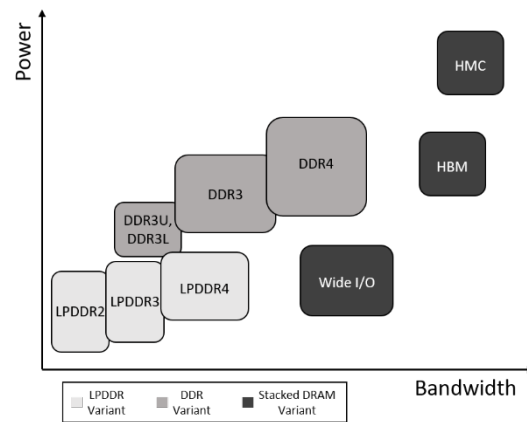 Power
HMC
DDR4
HBM
DDR3
DDR3U,
DDR3L
LPDDR4
Wide I/O
LPDDR3
LPDDR2
Bandwidth
LPDDR
Variant
DDR
Variant
Stacked DRAM
Variant